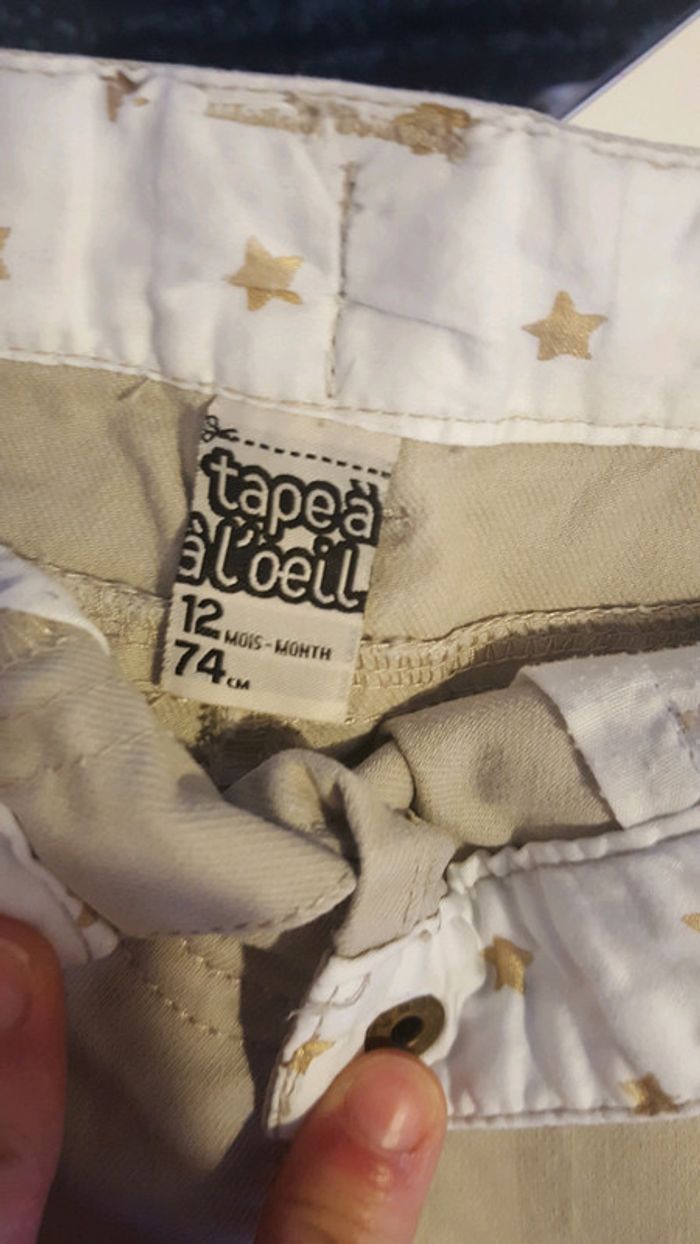 tape à
à l'oeil
12 MOIS-MONTH
74 CM